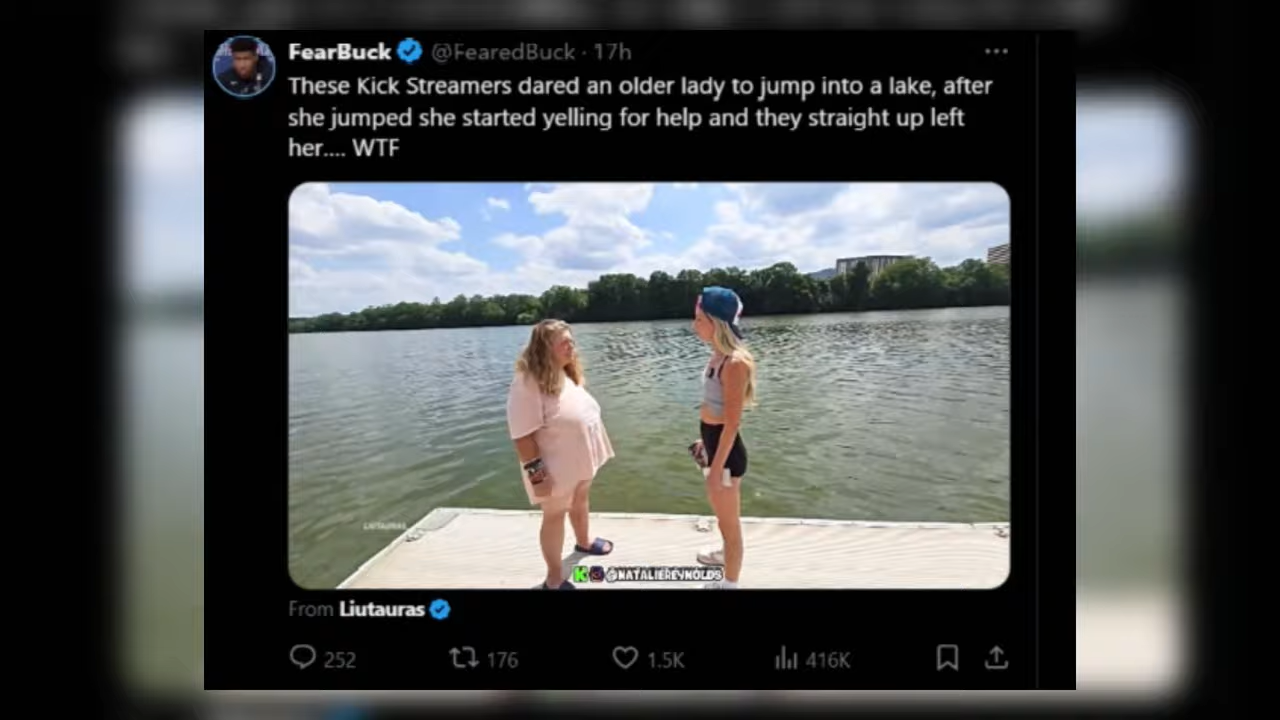 FearBuck @FearedBuck · 17h
These Kick Streamers dared an older lady to jump into a lake, after
she jumped she started yelling for help and they straight up left
her.... WTF
LIUTAURAS
@NATALIEREYNOLDS
From Liutauras
252 176 1.5K 416K